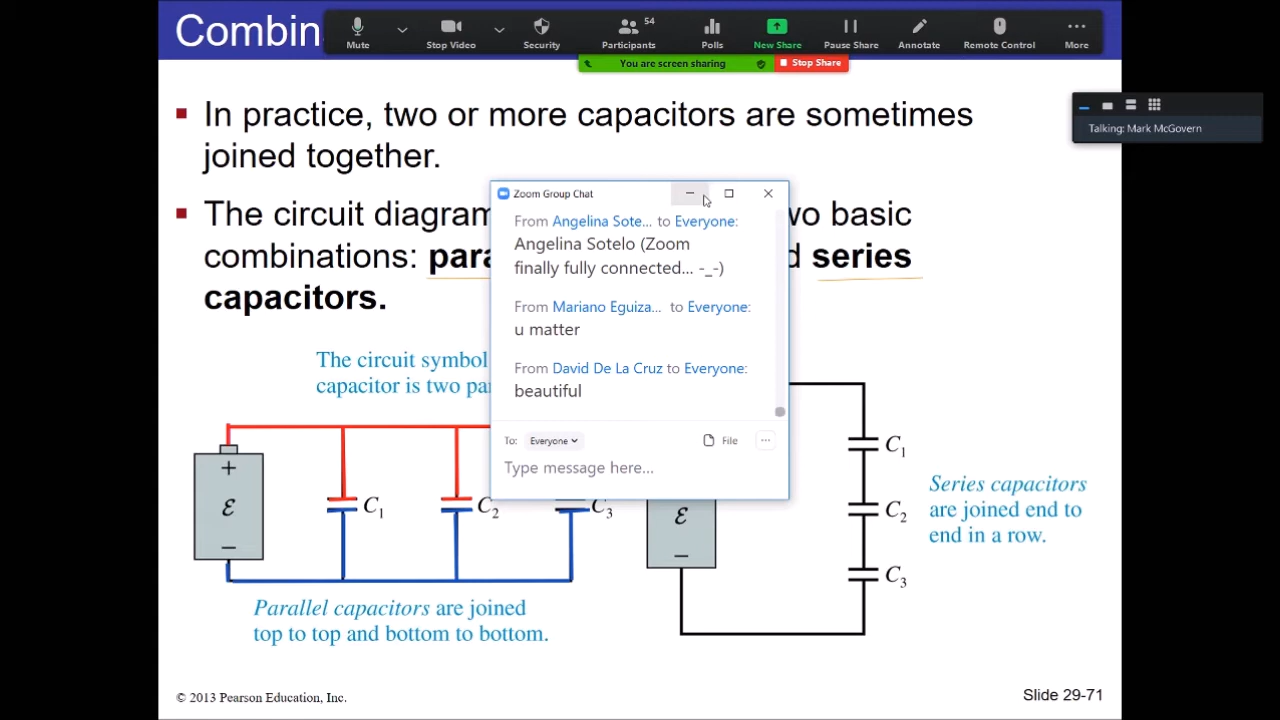 Combin
Mute
Stop Video
Security
Participants
54
Polls
New Share
Pause Share
Annotate
Remote Control
More
You are screen sharing
Stop Share
Talking: Mark McGovern
In practice, two or more capacitors are sometimes
joined together.
The circuit diagram
wo basic
combinations: para
d series
capacitors.
Zoom Group Chat
From Angelina Sote... to Everyone:
Angelina Sotelo (Zoom
finally fully connected... -_-)
From Mariano Eguiza... to Everyone:
u matter
From David De La Cruz to Everyone:
beautiful
To: Everyone
File
Type message here...
The circuit symbol
capacitor is two par
+
ℰ
−
C1
C2
C3
Parallel capacitors are joined
top to top and bottom to bottom.
ℰ
−
C1
C2
C3
Series capacitors
are joined end to
end in a row.
© 2013 Pearson Education, Inc.
Slide 29-71